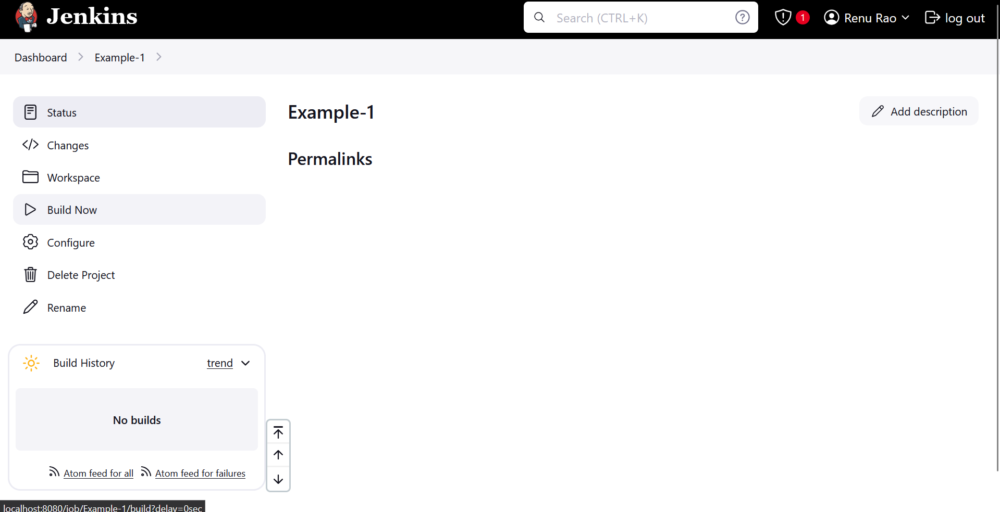 Jenkins
Search (CTRL+K)
1
Renu Rao
log out
Dashboard
Example-1
Status
Changes
Workspace
Build Now
Configure
Delete Project
Rename
Example-1
Add description
Permalinks
Build History
trend
No builds
Atom feed for all
Atom feed for failures
localhost:8080/job/Example-1/build?delay=0sec